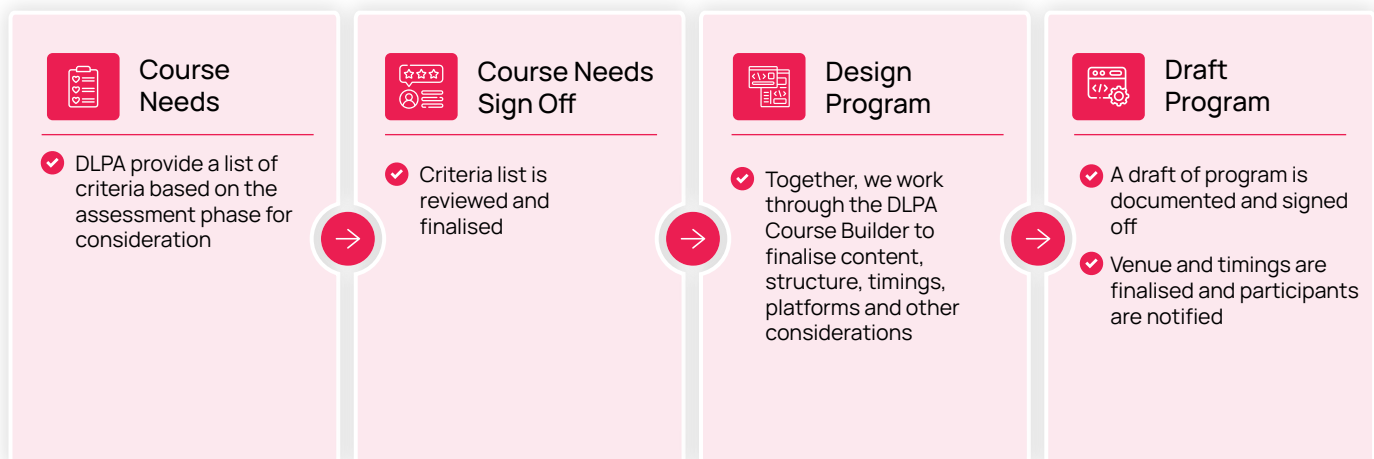 Course
Needs
DLPA provide a list of
criteria based on the
assessment phase for
consideration
Course Needs
Sign Off
Criteria list is
reviewed and
finalised
Design
Program
Together, we work
through the DLPA
Course Builder to
finalise content,
structure, timings,
platforms and other
considerations
Draft
Program
A draft of program is
documented and signed
off
Venue and timings are
finalised and participants
are notified